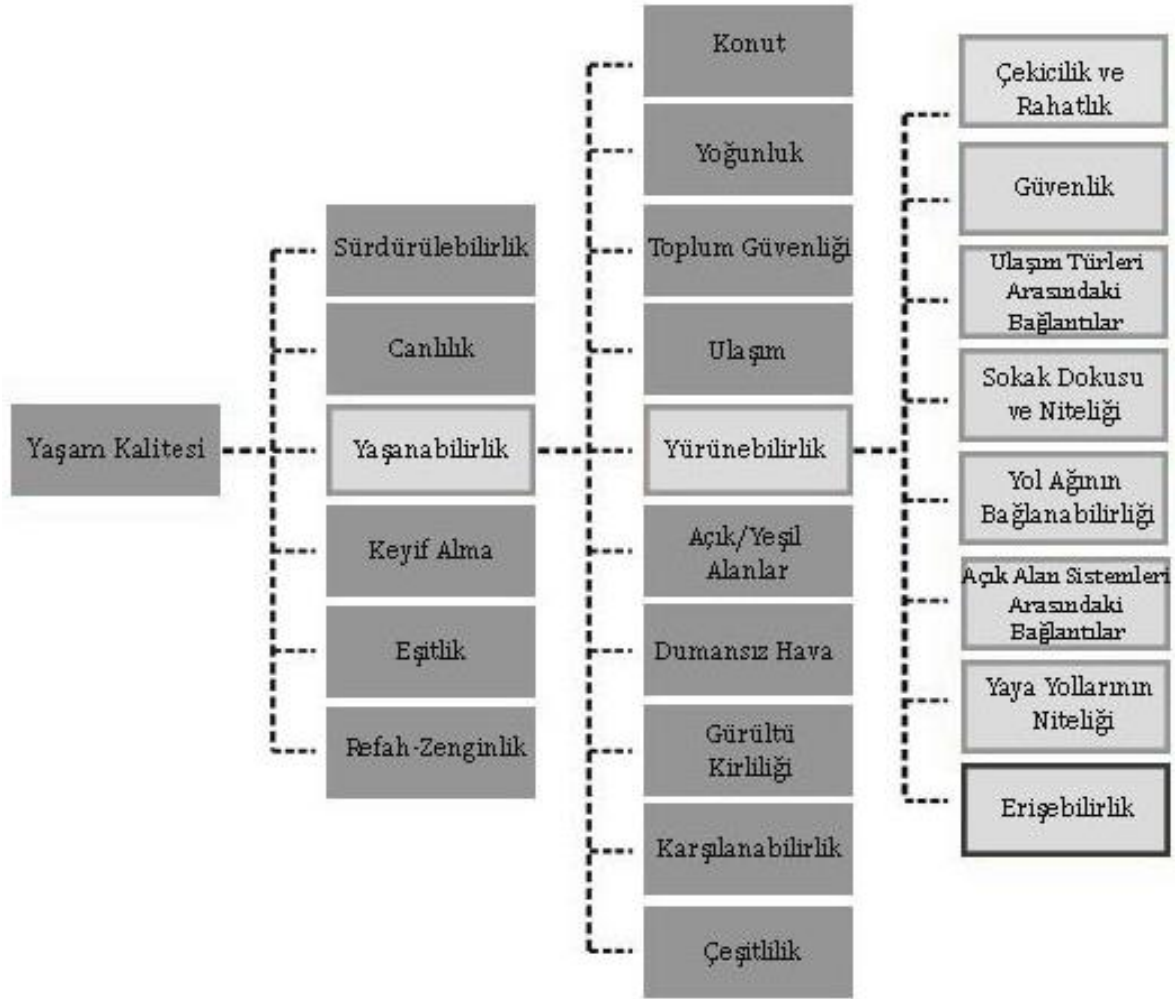 Yaşam Kalitesi
Sürdürülebilirlik
Canlılık
Yaşanabilirlik
Keyif Alma
Eşitlik
Refah-Zenginlik
Konut
Yoğunluk
Toplum Güvenliği
Ulaşım
Yürünebilirlik
Açık/Yeşil
Alanlar
Dumansız Hava
Gürültü
Kirliliği
Karşılanabilirlik
Çeşitlilik
Çekicilik ve
Rahatlık
Güvenlik
Ulaşım Türleri
Arasındaki
Bağlantılar
Sokak Dokusu
ve Niteliği
Yol Ağının
Bağlanabilirliği
Açık Alan Sistemleri
Arasındaki
Bağlantılar
Yaya Yollarının
Niteliği
Erişebilirlik